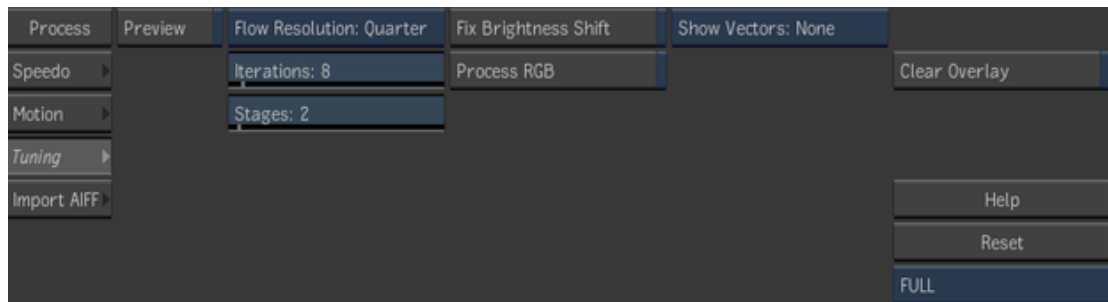 Process Preview Flow Resolution: Quarter Fix Brightness Shift Show Vectors: None
Speedo Iterations: 8 Process RGB Clear Overlay
Motion Stages: 2
Tuning
Import AIFF Help
Reset
FULL